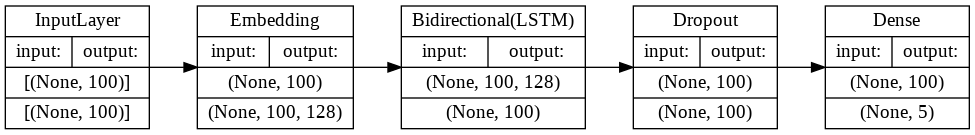 InputLayer
input: output:
[(None, 100)]
[(None, 100)]
Embedding
input: output:
(None, 100)
(None, 100, 128)
Bidirectional(LSTM)
input: output:
(None, 100, 128)
(None, 100)
Dropout
input: output:
(None, 100)
(None, 100)
Dense
input: output:
(None, 100)
(None, 5)